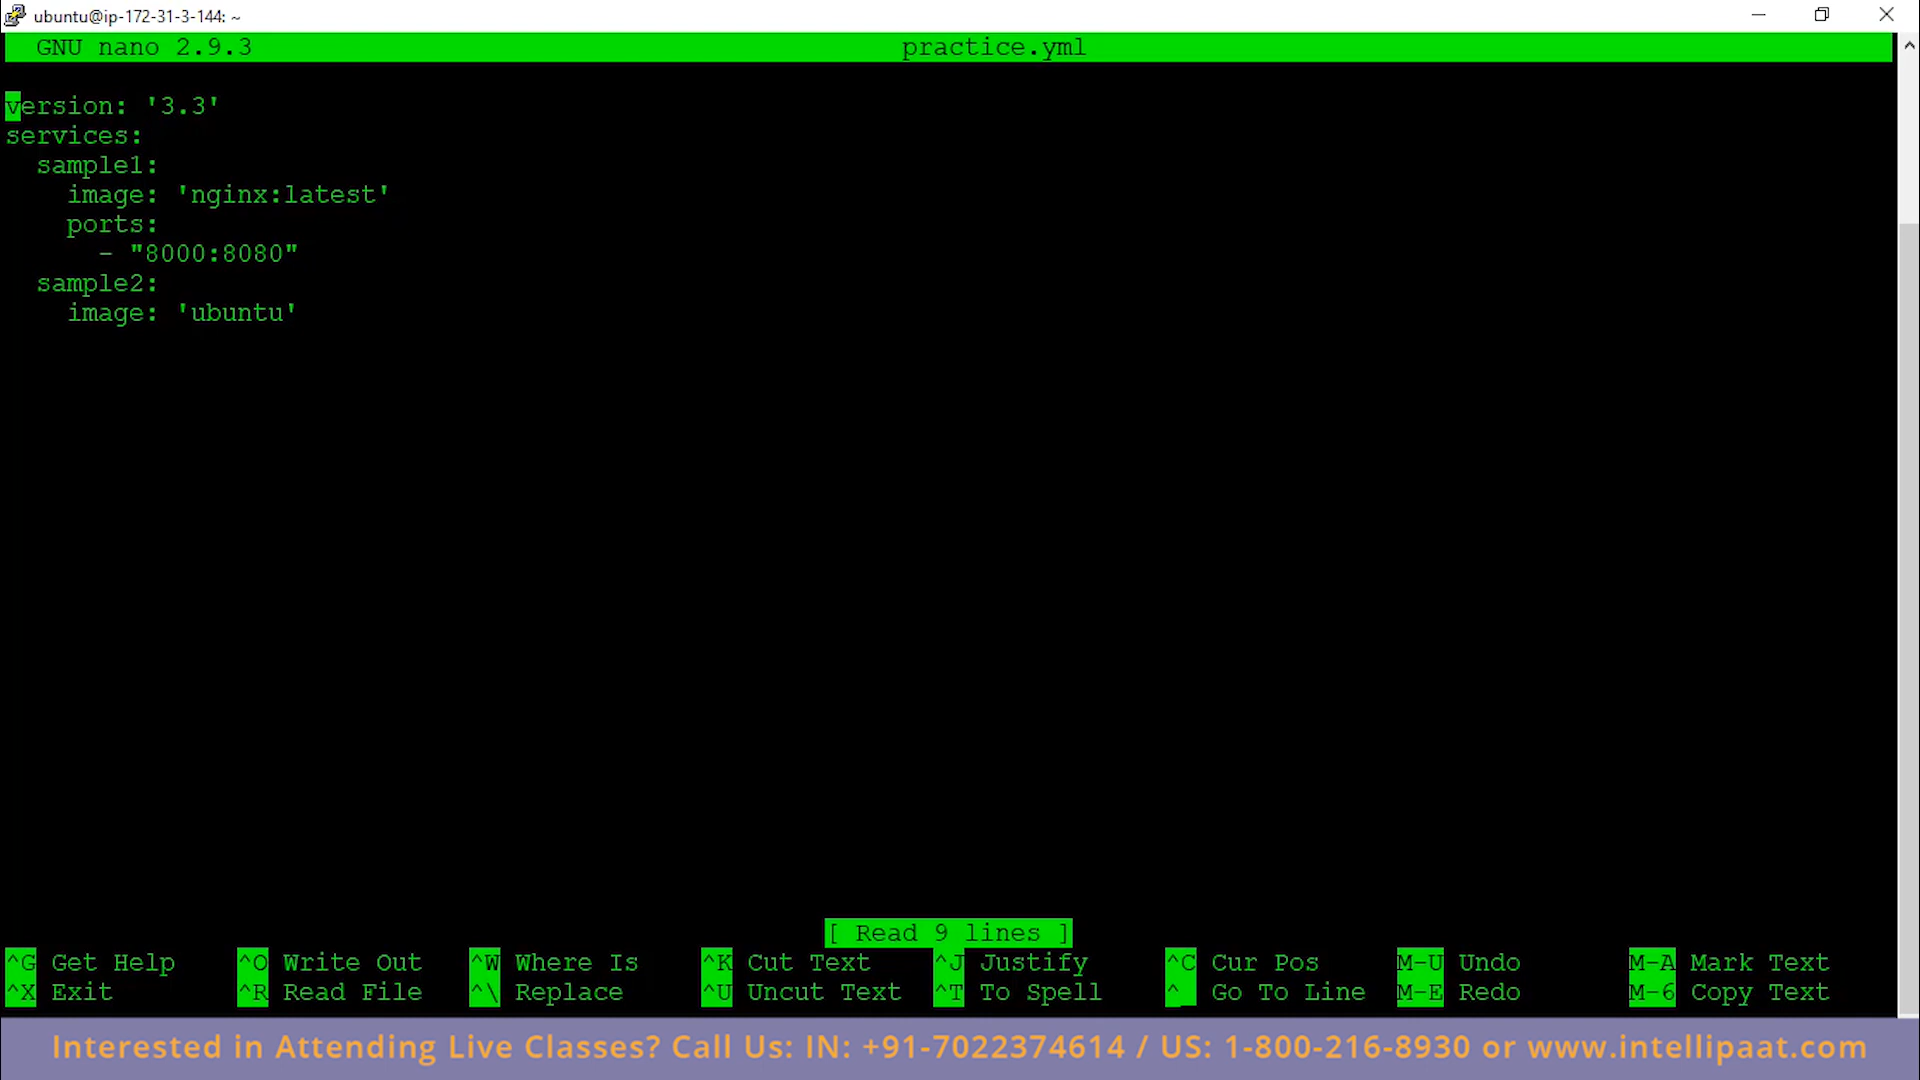 ubuntu@ip-172-31-3-144: ~
GNU nano 2.9.3 practice.yml
version: '3.3'
services:
  sample1:
    image: 'nginx:latest'
    ports:
      - "8000:8080"
  sample2:
    image: 'ubuntu'
[ Read 9 lines ]
^G Get Help ^O Write Out ^W Where Is ^K Cut Text ^J Justify ^C Cur Pos M-U Undo M-A Mark Text
^X Exit ^R Read File ^\ Replace ^U Uncut Text ^T To Spell ^_ Go To Line M-E Redo M-6 Copy Text
Interested in Attending Live Classes? Call Us: IN: +91-7022374614 / US: 1-800-216-8930 or www.intellipaat.com